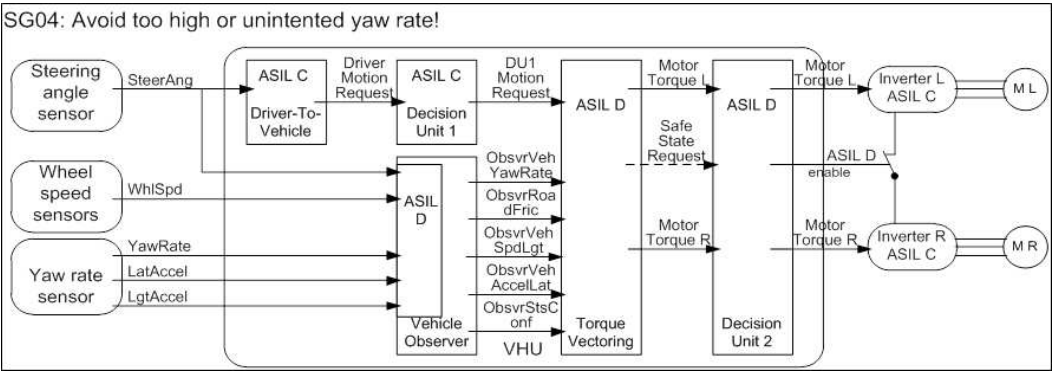 SG04: Avoid too high or unintented yaw rate!
Steering
angle
sensor
SteerAng
ASIL C
Driver-To-
Vehicle
Driver
Motion
Request
ASIL C
Decision
Unit 1
DU1
Motion
Request
ASIL D
Torque
Vectoring
Motor
Torque L
Safe
State
Request
Motor
Torque R
ASIL D
Decision
Unit 2
Motor
Torque L
ASIL D
enable
Motor
Torque R
Inverter L
ASIL C
M L
Inverter R
ASIL C
M R
Wheel
speed
sensors
WhlSpd
Yaw rate
sensor
YawRate
LatAccel
LgtAccel
ASIL
D
Vehicle
Observer
ObsvrVeh
YawRate
ObsvrRoa
dFric
ObsvrVeh
SpdLgt
ObsvrVeh
AccelLat
ObsvrStsC
onf
VHU